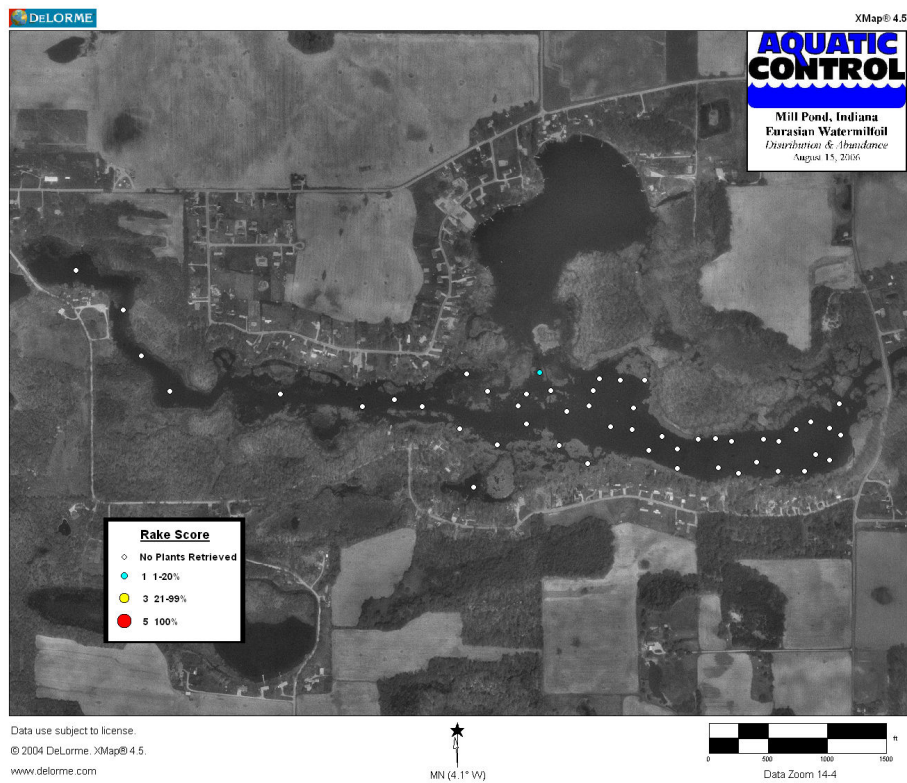 DELORME
XMap® 4.5
AQUATIC
CONTROL
Mill Pond, Indiana
Eurasian Watermilfoil
Distribution & Abundance
August 15, 2006
Rake Score
No Plants Retrieved
1 1-20%
3 21-99%
5 100%
Data use subject to license.
© 2004 DeLorme. XMap® 4.5.
www.delorme.com
MN (4.1° W)
ft
0 500 1000 1500
Data Zoom 14-4